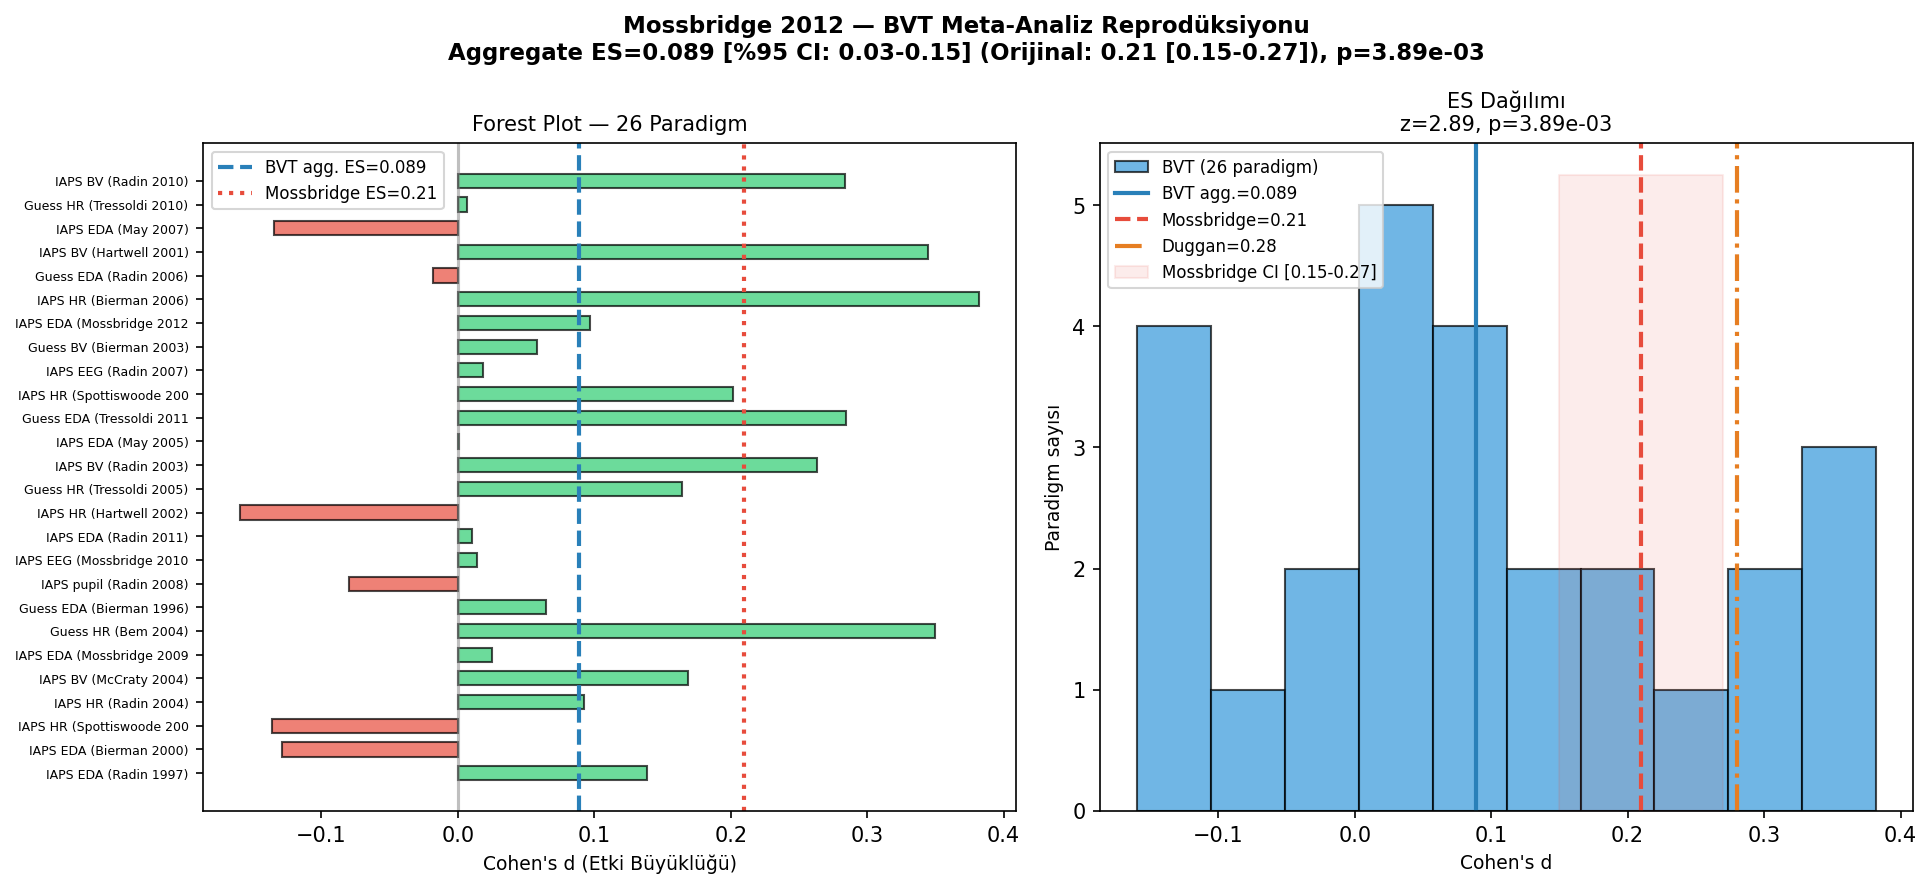 Mossbridge 2012 — BVT Meta-Analiz Reprodüksiyonu
Aggregate ES=0.089 [%95 CI: 0.03-0.15] (Orijinal: 0.21 [0.15-0.27]), p=3.89e-03
Forest Plot — 26 Paradigm
BVT agg. ES=0.089
Mossbridge ES=0.21
IAPS BV (Radin 2010)
Guess HR (Tressoldi 2010)
IAPS EDA (May 2007)
IAPS BV (Hartwell 2001)
Guess EDA (Radin 2006)
IAPS HR (Bierman 2006)
IAPS EDA (Mossbridge 2012
Guess BV (Bierman 2003)
IAPS EEG (Radin 2007)
IAPS HR (Spottiswoode 200
Guess EDA (Tressoldi 2011
IAPS EDA (May 2005)
IAPS BV (Radin 2003)
Guess HR (Tressoldi 2005)
IAPS HR (Hartwell 2002)
IAPS EDA (Radin 2011)
IAPS EEG (Mossbridge 2010
IAPS pupil (Radin 2008)
Guess EDA (Bierman 1996)
Guess HR (Bem 2004)
IAPS EDA (Mossbridge 2009
IAPS BV (McCraty 2004)
IAPS HR (Radin 2004)
IAPS HR (Spottiswoode 200
IAPS EDA (Bierman 2000)
IAPS EDA (Radin 1997)
−0.1 0.0 0.1 0.2 0.3 0.4
Cohen's d (Etki Büyüklüğü)
ES Dağılımı
z=2.89, p=3.89e-03
BVT (26 paradigm)
BVT agg.=0.089
Mossbridge=0.21
Duggan=0.28
Mossbridge CI [0.15-0.27]
Paradigm sayısı
5
4
3
2
1
0
−0.1 0.0 0.1 0.2 0.3 0.4
Cohen's d